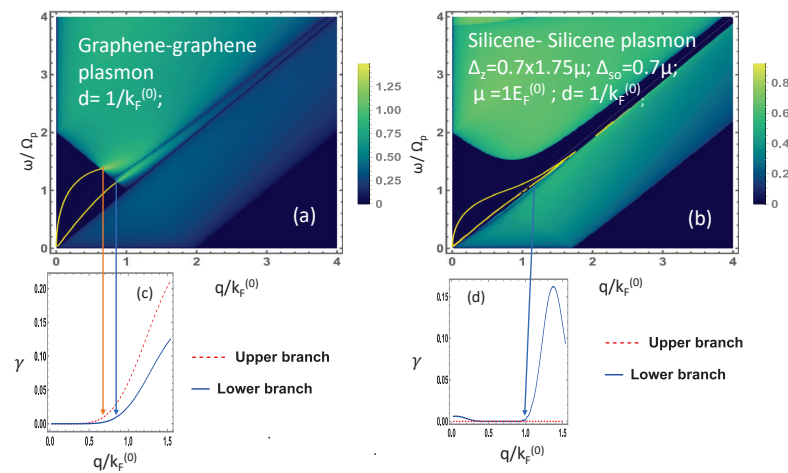 Graphene-graphene
plasmon
d= 1/k_F^(0);
(a)
ω/ Ω_p
4
3
2
1
0
0 1 2 3 4
q/k_F^(0)
1.25
1.00
0.75
0.50
0.25
Silicene- Silicene plasmon
Δ_z=0.7x1.75μ; Δ_so=0.7μ;
μ =1E_F^(0) ; d= 1/k_F^(0);
(b)
ω/ Ω_p
4
3
2
1
0
0 1 2 3 4
q/k_F^(0)
0.8
0.6
0.4
0.2
0
(c)
γ
0.20
0.15
0.10
0.05
0.00
0.0 0.5 1.0 1.5
q/k_F^(0)
Upper branch
Lower branch
(d)
γ
0.15
0.10
0.05
0.00
0.0 0.5 1.0 1.5
q/k_F^(0)
Upper branch
Lower branch